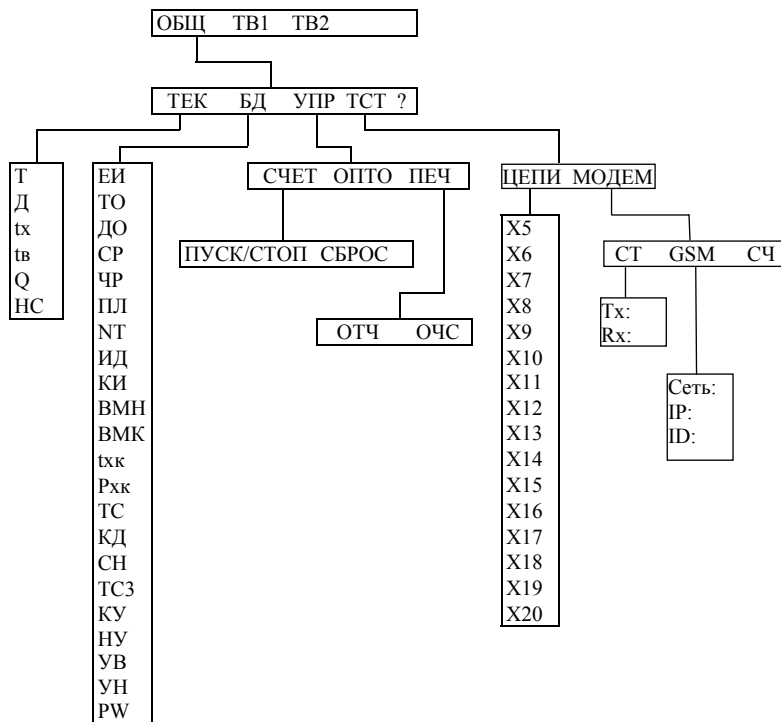 ОБЩ ТВ1 ТВ2
ТЕК БД УПР ТСТ ?
Т
Д
tх
tв
Q
НС
ЕИ
ТО
ДО
СР
ЧР
ПЛ
NT
ИД
КИ
ВМН
ВМК
tхк
Рхк
ТС
КД
СН
ТС3
КУ
НУ
УВ
УН
PW
СЧЕТ ОПТО ПЕЧ
ПУСК/СТОП СБРОС
ОТЧ ОЧС
ЦЕПИ МОДЕМ
X5
X6
X7
X8
X9
X10
X11
X12
X13
X14
X15
X16
X17
X18
X19
X20
СТ GSM СЧ
Tx:
Rx:
Сеть:
IP:
ID: